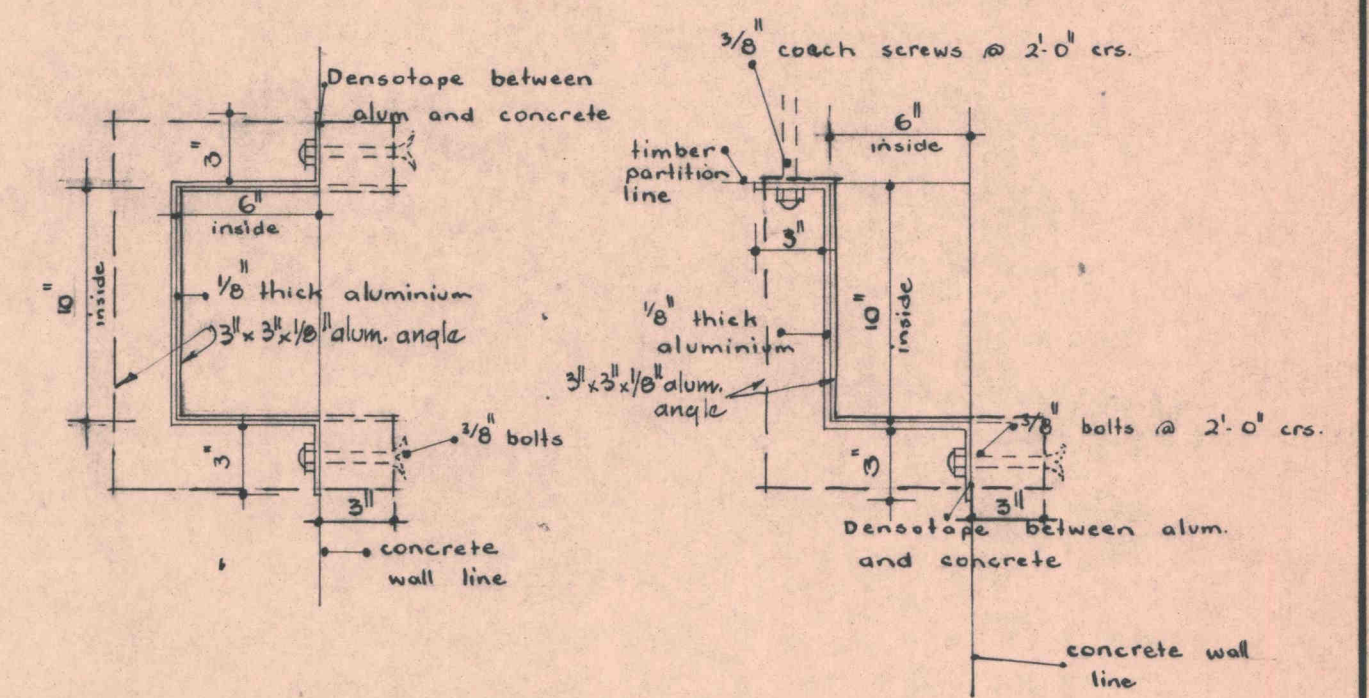 Densotape between
alum and concrete
3"
6"
inside
10"
inside
1/8" thick aluminium
3"x 3"x 1/8" alum. angle
3"
3/8" bolts
3"
concrete
wall line
3/8" coach screws @ 2'-0" crs.
6"
inside
timber
partition
line
3"
1/8" thick
aluminium
10"
inside
3"x 3"x 1/8" alum.
angle
3/8" bolts @ 2'-0" crs.
3"
3"
Densotape between alum.
and concrete
concrete wall
line